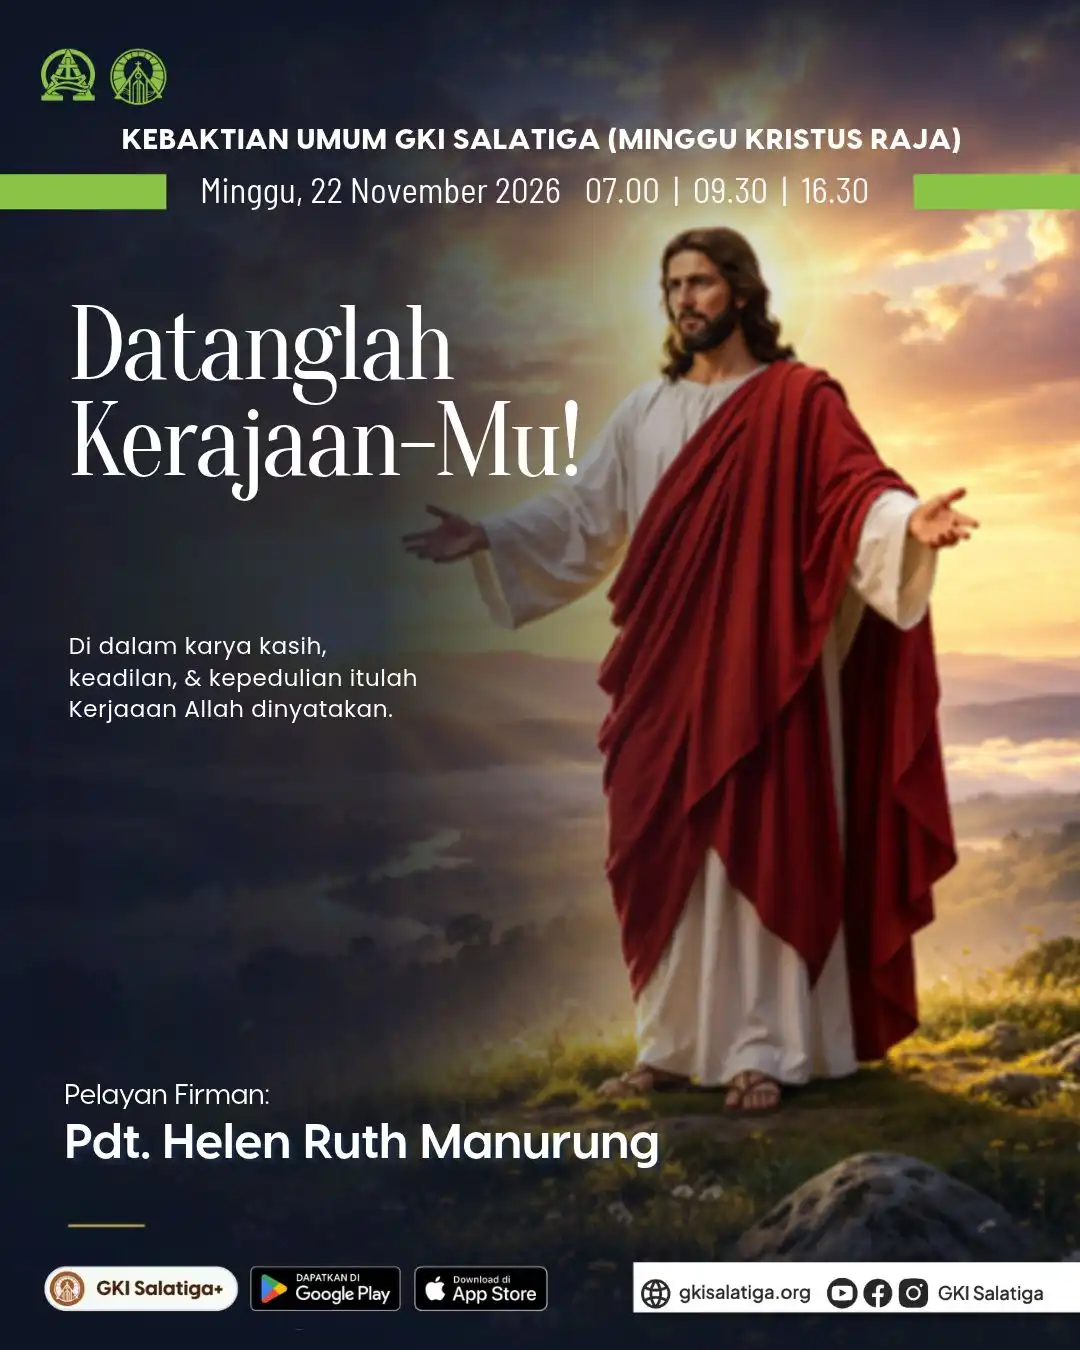 KEBAKTIAN UMUM GKI SALATIGA (MINGGU KRISTUS RAJA)
Minggu, 22 November 2026 07.00 | 09.30 | 16.30
Datanglah
Kerajaan-Mu!
Di dalam karya kasih,
keadilan, & kepedulian itulah
Kerjaaan Allah dinyatakan.
Pelayan Firman:
Pdt. Helen Ruth Manurung
GKI Salatiga+
DAPATKAN DI
Google Play
Download di
App Store
gkisalatiga.org
GKI Salatiga